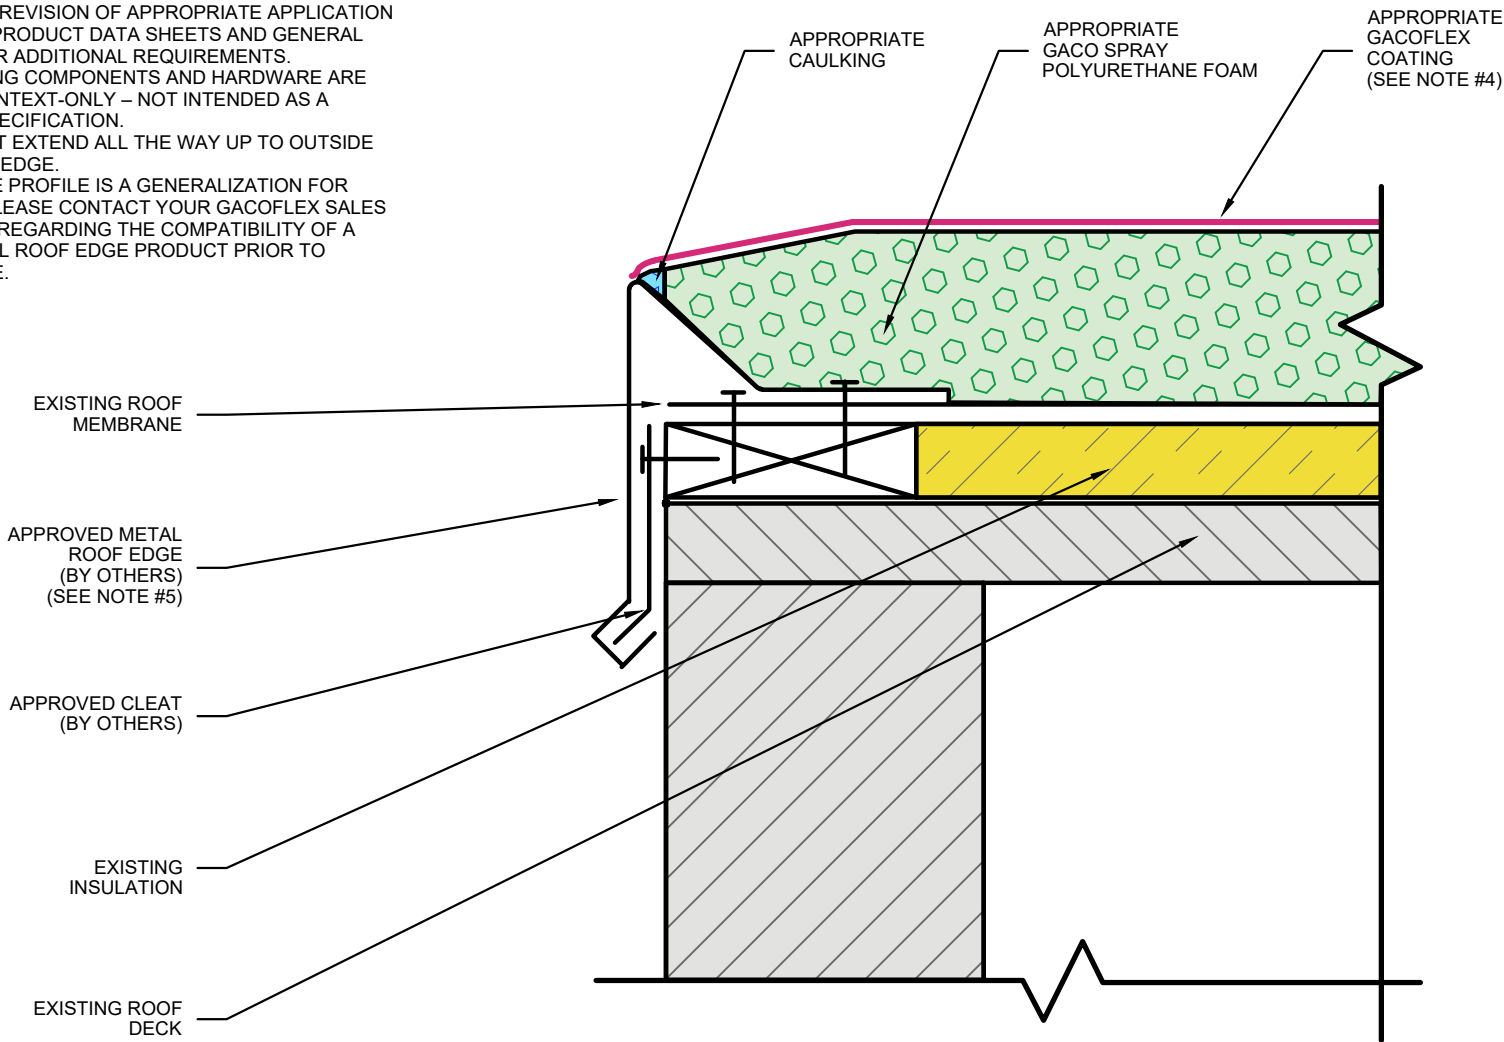 REVISION OF APPROPRIATE APPLICATION
PRODUCT DATA SHEETS AND GENERAL
R ADDITIONAL REQUIREMENTS.
NG COMPONENTS AND HARDWARE ARE
NTEXT-ONLY – NOT INTENDED AS A
ECIFICATION.
T EXTEND ALL THE WAY UP TO OUTSIDE
EDGE.
E PROFILE IS A GENERALIZATION FOR
LEASE CONTACT YOUR GACOFLEX SALES
REGARDING THE COMPATIBILITY OF A
L ROOF EDGE PRODUCT PRIOR TO
E.
APPROPRIATE
CAULKING
APPROPRIATE
GACO SPRAY
POLYURETHANE FOAM
APPROPRIATE
GACOFLEX
COATING
(SEE NOTE #4)
EXISTING ROOF
MEMBRANE
APPROVED METAL
ROOF EDGE
(BY OTHERS)
(SEE NOTE #5)
APPROVED CLEAT
(BY OTHERS)
EXISTING
INSULATION
EXISTING ROOF
DECK